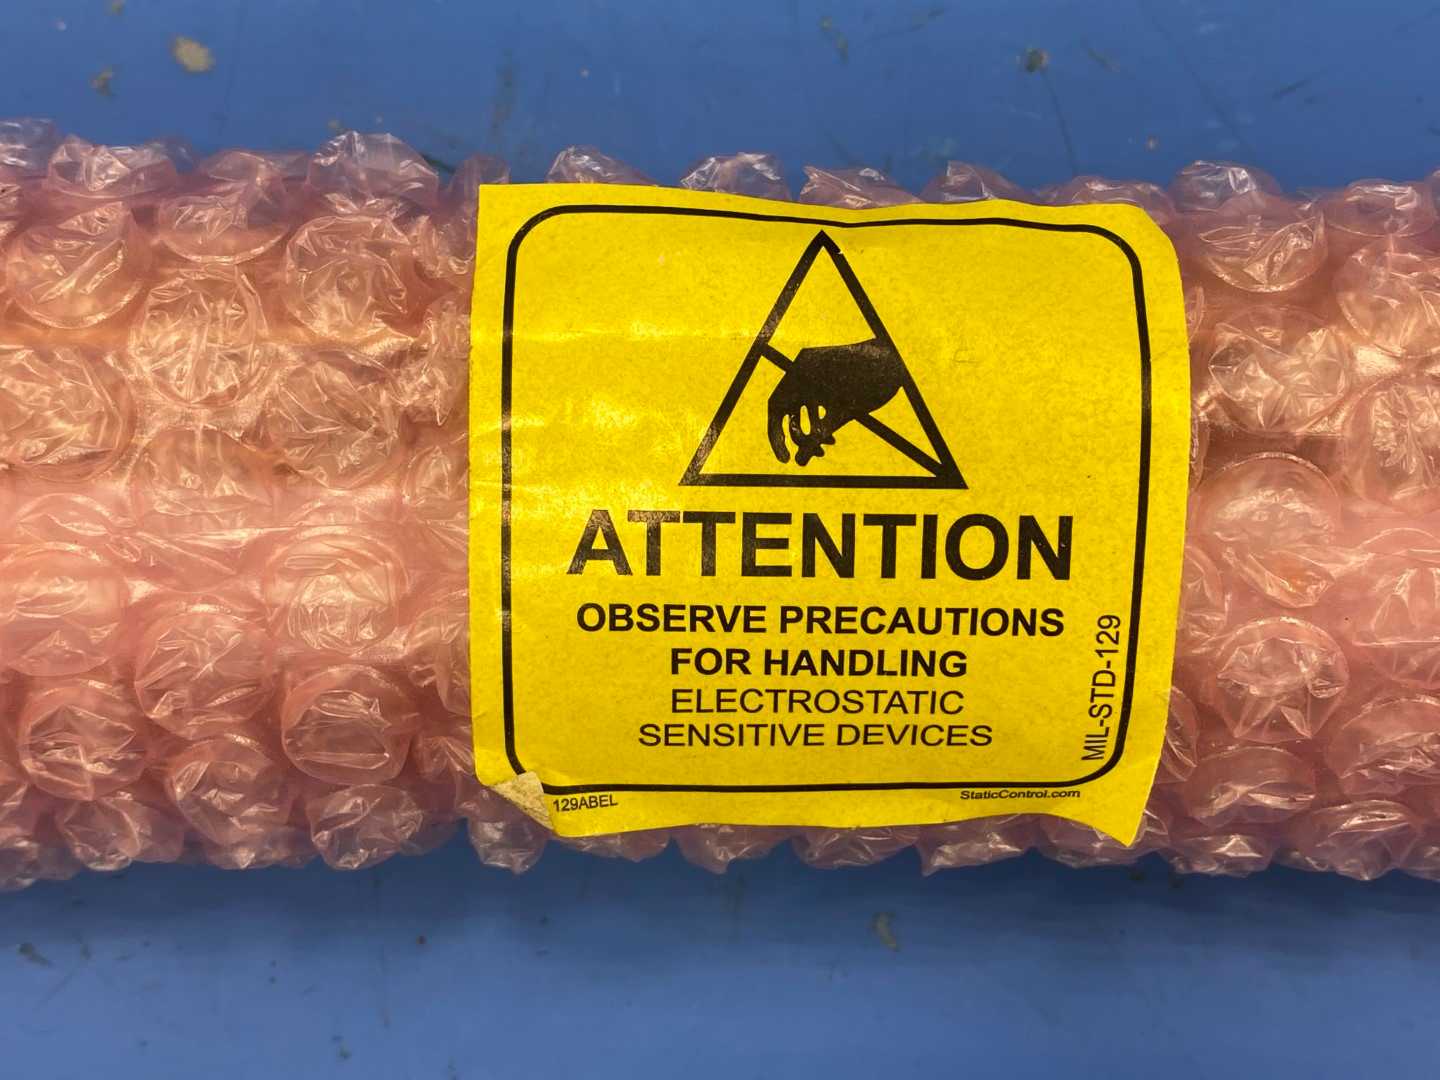 ATTENTION
OBSERVE PRECAUTIONS
FOR HANDLING
ELECTROSTATIC
SENSITIVE DEVICES
MIL-STD-129
129ABEL
StaticControl.com